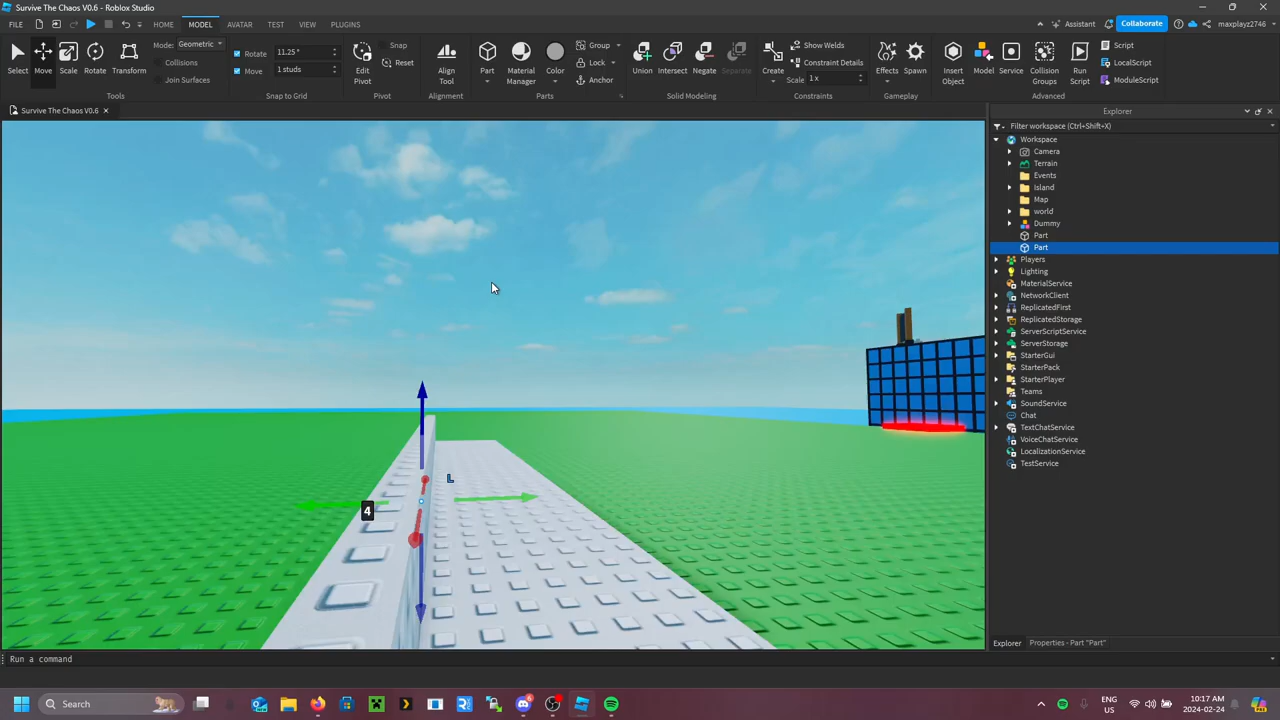 Survive The Chaos V0.6 - Roblox Studio
FILE HOME MODEL AVATAR TEST VIEW PLUGINS Assistant Collaborate maxplayz7246
Select Move Scale Rotate Transform
Mode: Geometric
Collisions
Join Surfaces
Tools
Rotate 11.25 °
Move 1 studs
Snap to Grid
Edit Pivot
Snap
Reset
Pivot
Align Tool
Alignment
Part Material Manager Color
Group
Lock
Anchor
Parts
Union Intersect Negate Separate
Solid Modeling
Create
Show Welds
Constraint Details
Scale 1 x
Constraints
Effects Spawn
Gameplay
Insert Object Model Service Collision Groups Run Script
Script
LocalScript
ModuleScript
Advanced
Survive The Chaos V0.6
4
L
Explorer
Filter workspace (Ctrl+Shift+X)
Workspace
Camera
Terrain
Events
Island
Map
world
Dummy
Part
Part
Players
Lighting
MaterialService
NetworkClient
ReplicatedFirst
ReplicatedStorage
ServerScriptService
ServerStorage
StarterGui
StarterPack
StarterPlayer
Teams
SoundService
Chat
TextChatService
VoiceChatService
LocalizationService
TestService
Explorer Properties - Part "Part"
Run a command
Search
ENG
US
10:17 AM
2024-02-24